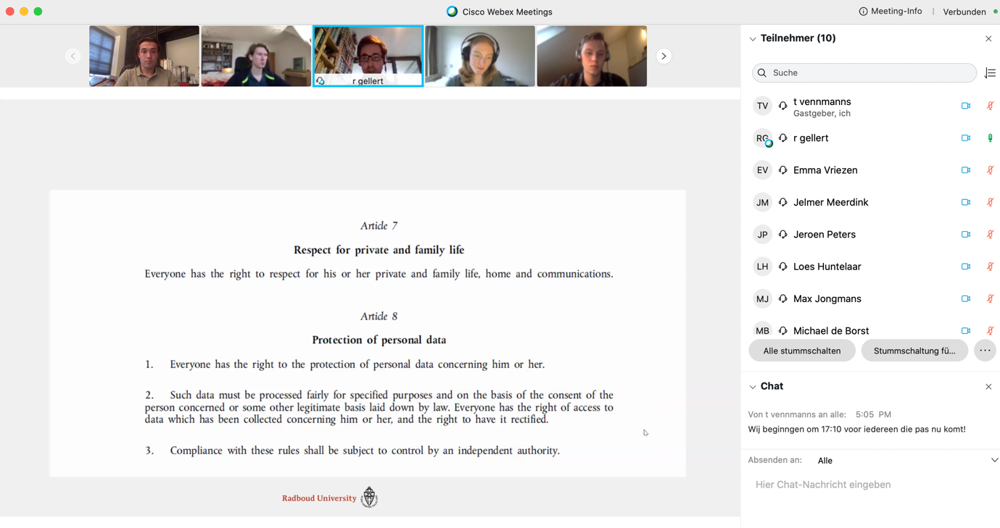 Cisco Webex Meetings
Meeting-Info
Verbunden
r gellert
Article 7
Respect for private and family life
Everyone has the right to respect for his or her private and family life, home and communications.
Article 8
Protection of personal data
1. Everyone has the right to the protection of personal data concerning him or her.
2. Such data must be processed fairly for specified purposes and on the basis of the consent of the
person concerned or some other legitimate basis laid down by law. Everyone has the right of access to
data which has been collected concerning him or her, and the right to have it rectified.
3. Compliance with these rules shall be subject to control by an independent authority.
Radboud University
Teilnehmer (10)
Suche
TV t vennmanns
Gastgeber, ich
RG r gellert
EV Emma Vriezen
JM Jelmer Meerdink
JP Jeroen Peters
LH Loes Huntelaar
MJ Max Jongmans
MB Michael de Borst
Alle stummschalten
Stummschaltung fü...
Chat
Von t vennmanns an alle: 5:05 PM
Wij beginngen om 17:10 voor iedereen die pas nu komt!
Absenden an: Alle
Hier Chat-Nachricht eingeben